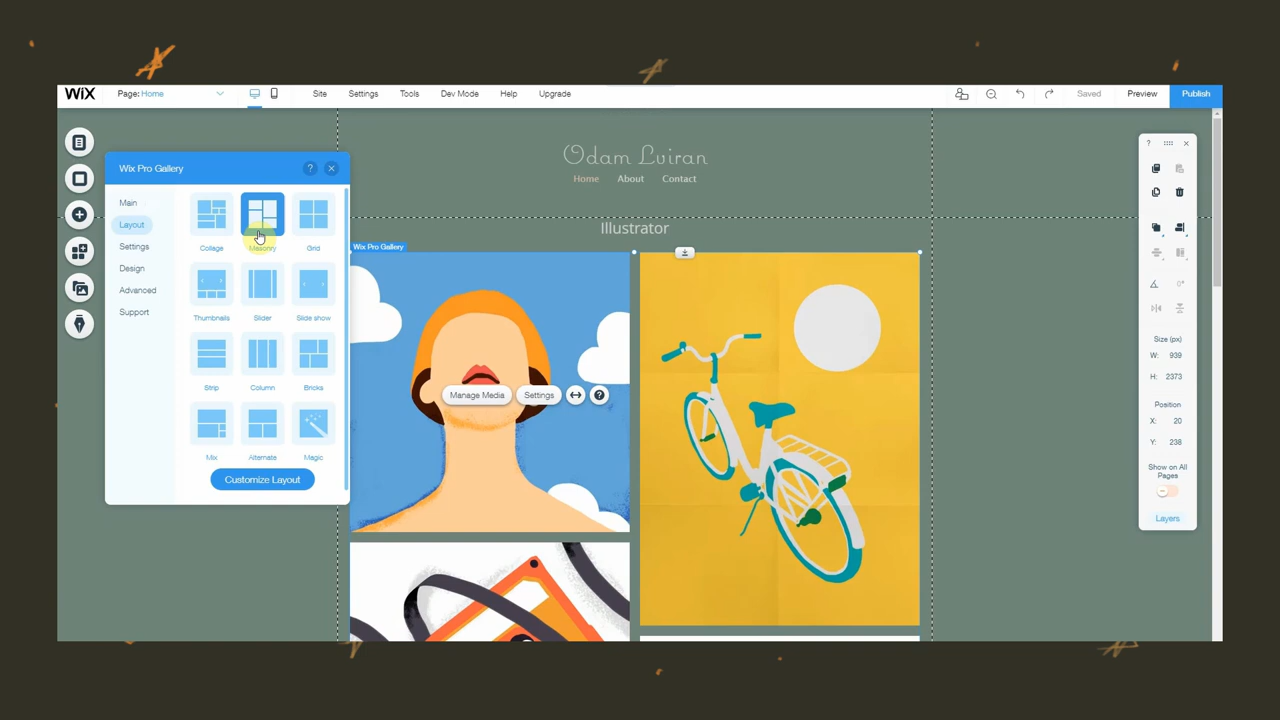 WiX
Page: Home
Site
Settings
Tools
Dev Mode
Help
Upgrade
Saved
Preview
Publish
Wix Pro Gallery
?
Main
Layout
Settings
Design
Advanced
Support
Collage
Masonry
Grid
Thumbnails
Slider
Slide show
Strip
Column
Bricks
Mix
Alternate
Magic
Customize Layout
Odam Lviran
Home
About
Contact
Illustrator
Wix Pro Gallery
Manage Media
Settings
?
?
0°
Size (px)
W: 939
H: 2373
Position
X: 20
Y: 238
Show on All
Pages
Layers